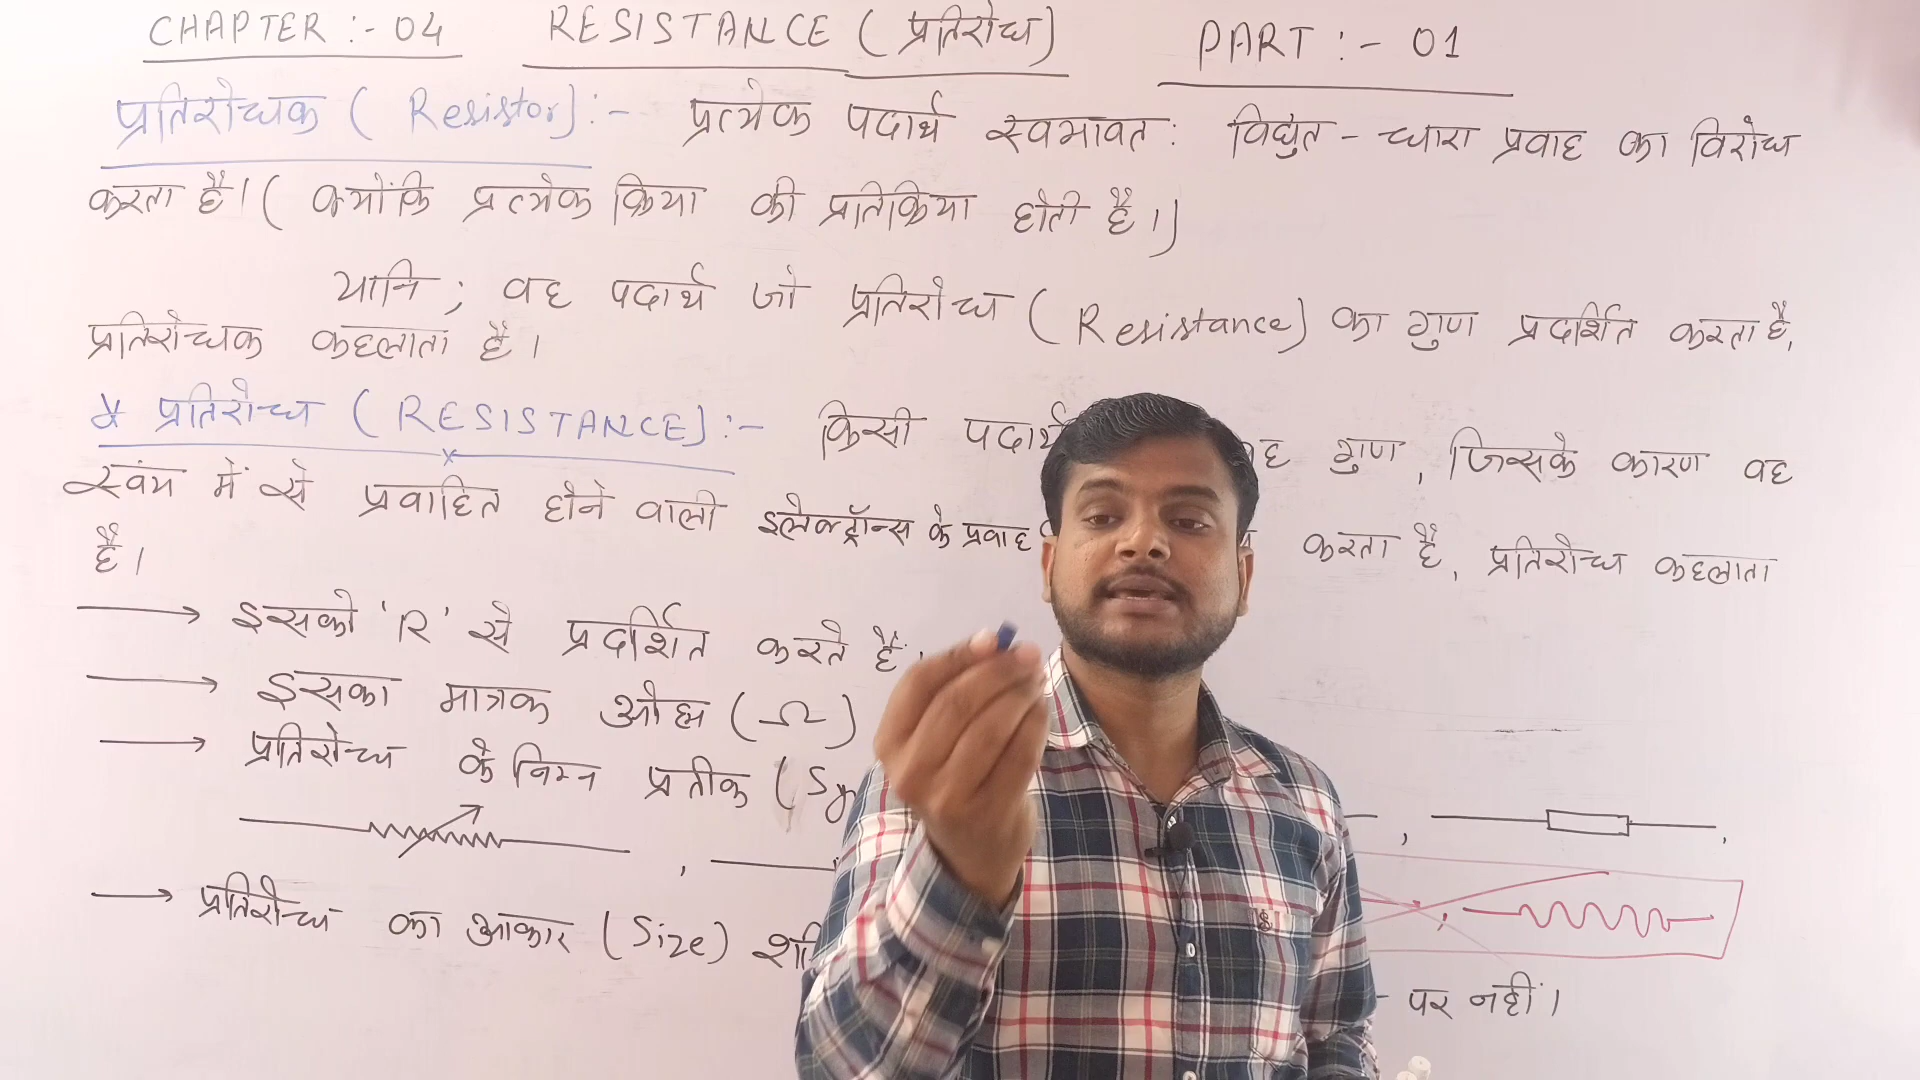 CHAPTER :- 04 RESISTANCE (प्रतिरोध) PART :- 01
प्रतिरोधक (Resistor) :- प्रत्येक पदार्थ स्वभावतः विद्युत - धारा प्रवाह का विरोध
करता है। ( क्योंकि प्रत्येक क्रिया की प्रतिक्रिया होती है।)
यानि ; वह पदार्थ जो प्रतिरोध (Resistance) का गुण प्रदर्शित करता है,
प्रतिरोधक कहलाता है।
* प्रतिरोध (RESISTANCE) :- किसी पदार्थ गुण, जिसके कारण वह
स्वंय में से प्रवाहित होने वाली इलेक्ट्रॉन्स के प्रवाह करता है, प्रतिरोध कहलाता
है।
→ इसको 'R' से प्रदर्शित करते हैं।
→ इसका मात्रक ओह्म (Ω)
→ प्रतिरोध के निम्न प्रतीक (Sy
→ प्रतिरोध का आकार (Size) पर नहीं।